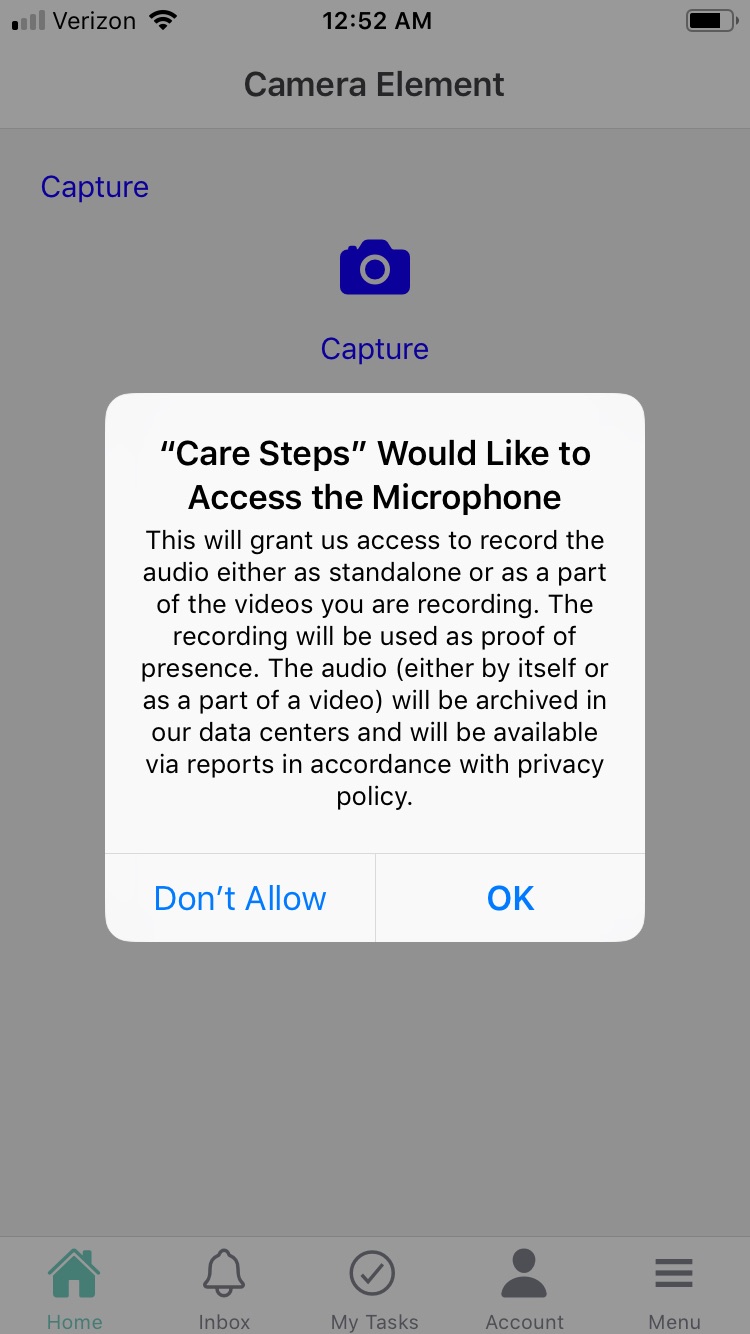 Verizon 12:52 AM
Camera Element
Capture
Capture
“Care Steps” Would Like to
Access the Microphone
This will grant us access to record the
audio either as standalone or as a part
of the videos you are recording. The
recording will be used as proof of
presence. The audio (either by itself or
as a part of a video) will be archived in
our data centers and will be available
via reports in accordance with privacy
policy.
Don’t Allow OK
Home Inbox My Tasks Account Menu